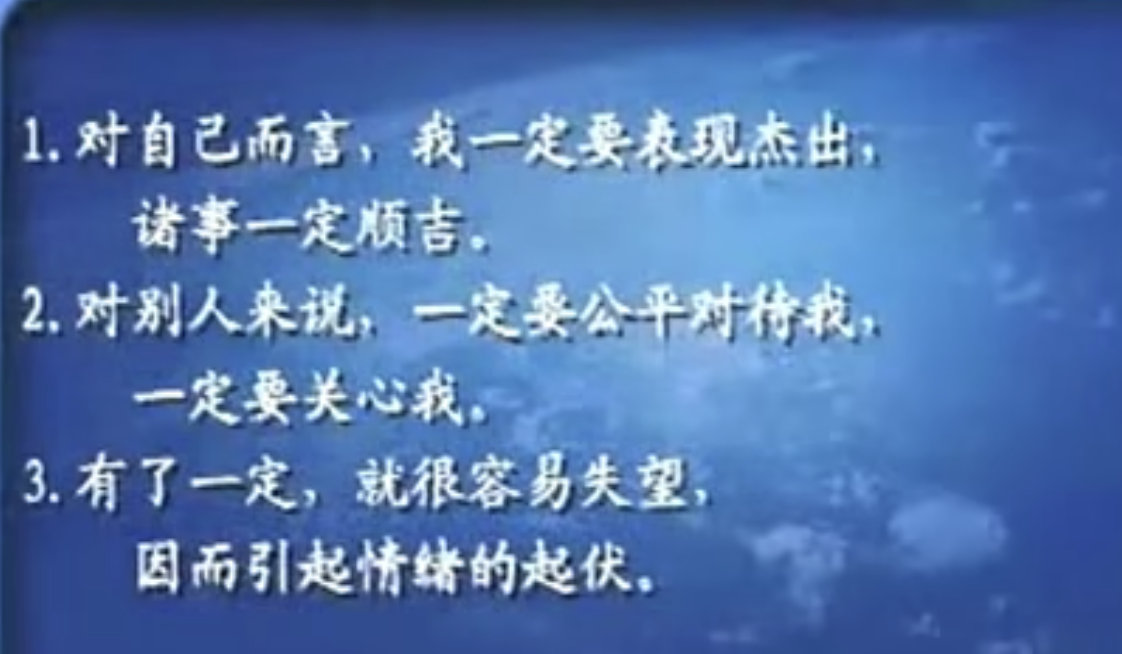 1.对自己而言，我一定要表现杰出，
诸事一定顺吉。
2.对别人来说，一定要公平对待我，
一定要关心我。
3.有了一定，就很容易失望，
因而引起情绪的起伏。